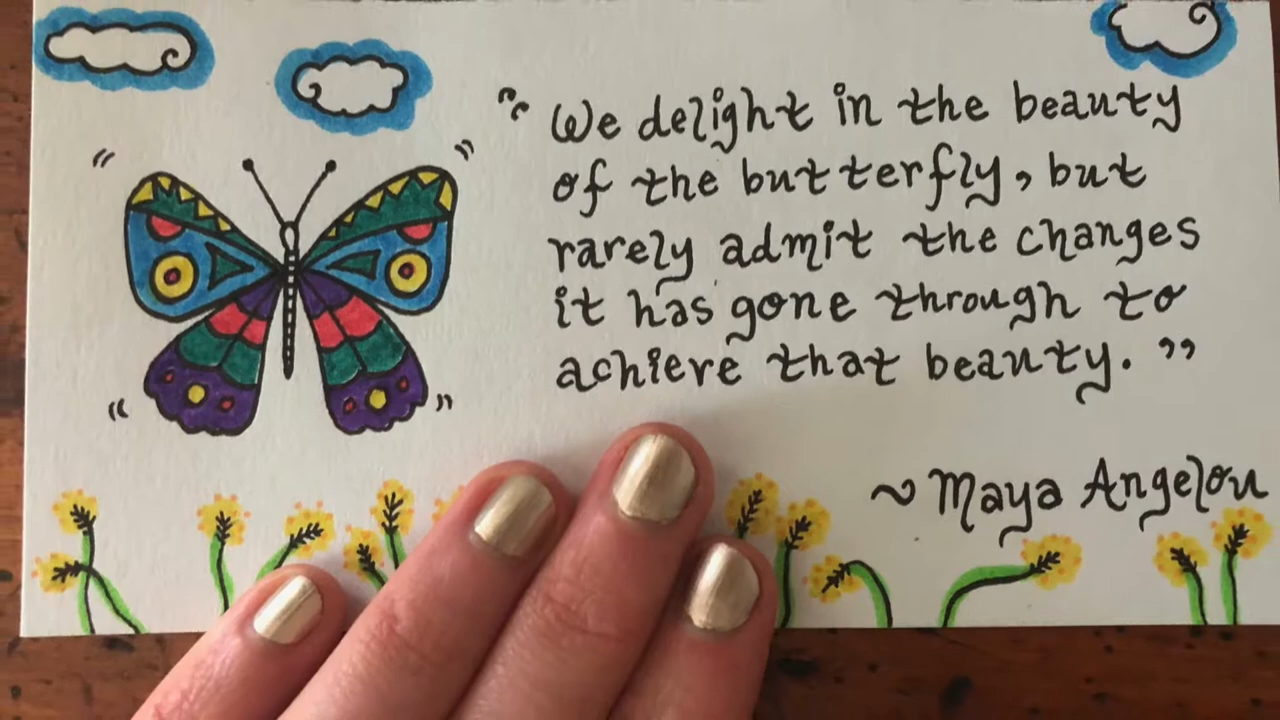 “We delight in the beauty
of the butterfly, but
rarely admit the changes
it has gone through to
achieve that beauty.”
~ Maya Angelou